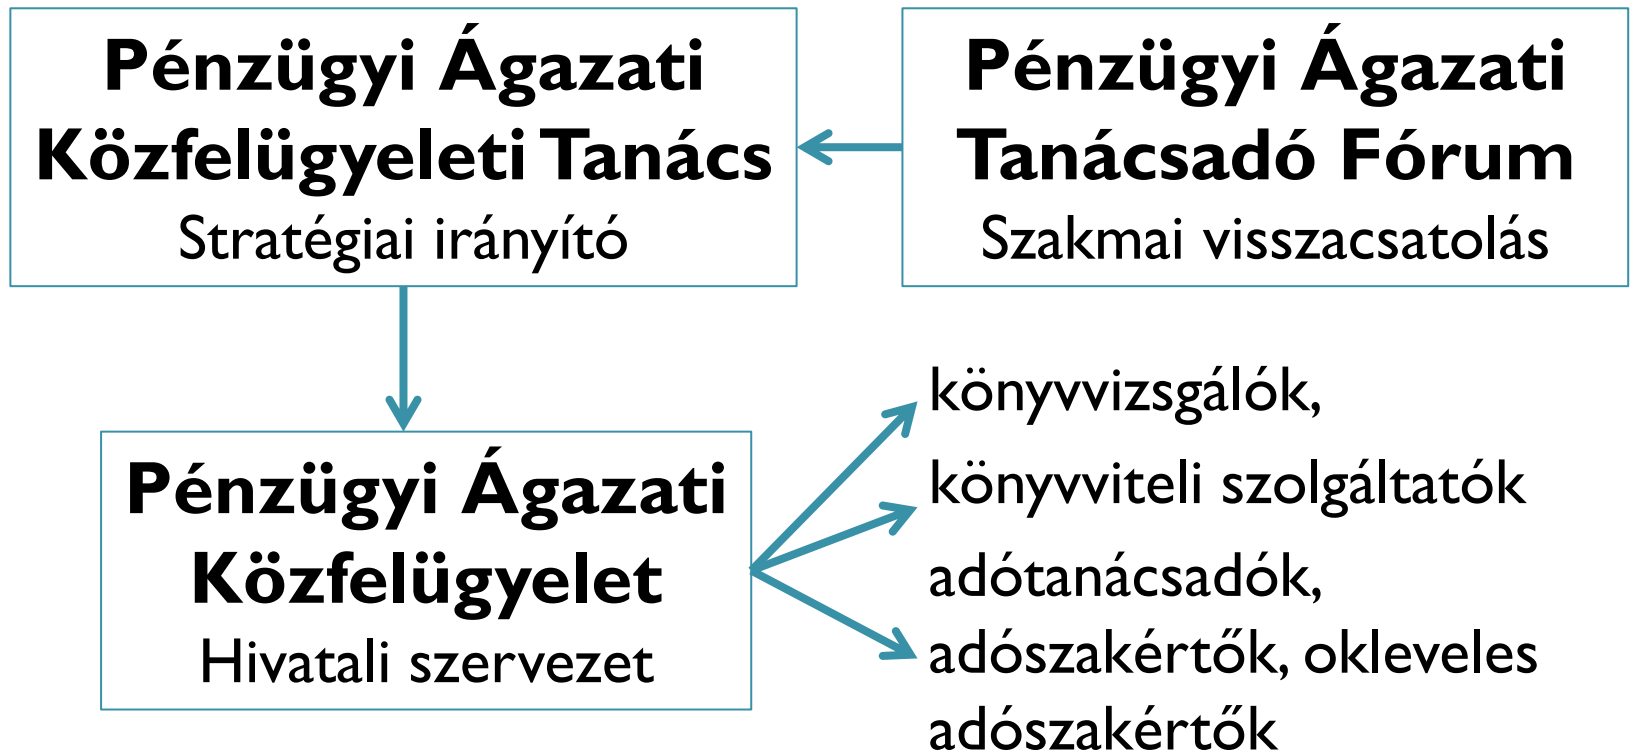 Pénzügyi Ágazati
Közfelügyeleti Tanács
Stratégiai irányító
Pénzügyi Ágazati
Tanácsadó Fórum
Szakmai visszacsatolás
Pénzügyi Ágazati
Közfelügyelet
Hivatali szervezet
könyvvizsgálók,
könyvviteli szolgáltatók
adótanácsadók,
adószakértők, okleveles
adószakértők